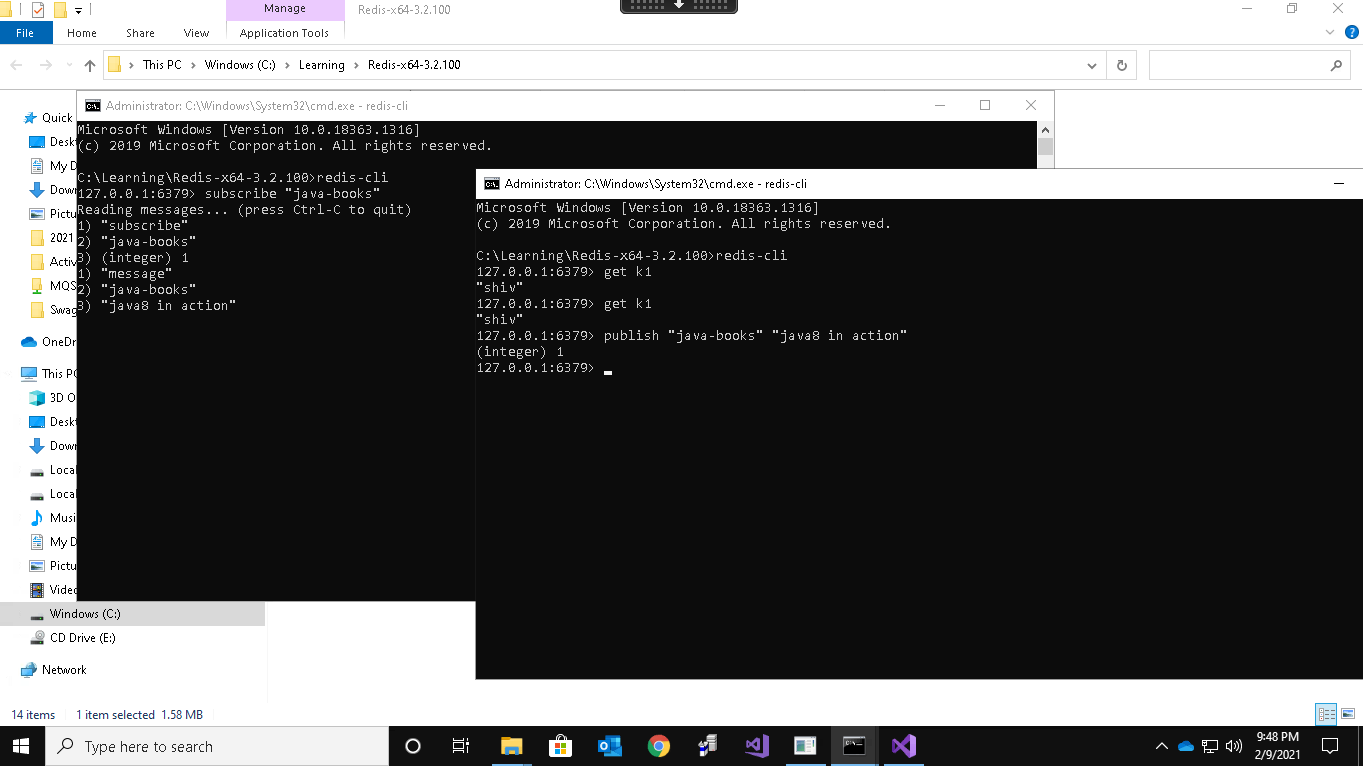 Manage
Redis-x64-3.2.100
File
Home
Share
View
Application Tools
This PC
Windows (C:)
Learning
Redis-x64-3.2.100
Quick
Desk
My D
Dow
Pictu
2021
Activ
MQS
Swag
OneDr
This PC
3D O
Deskt
Dow
Local
Local
Musi
My D
Pictu
Videc
Windows (C:)
CD Drive (E:)
Network
Administrator: C:\Windows\System32\cmd.exe - redis-cli
Microsoft Windows [Version 10.0.18363.1316]
(c) 2019 Microsoft Corporation. All rights reserved.
C:\Learning\Redis-x64-3.2.100>redis-cli
127.0.0.1:6379> subscribe "java-books"
Reading messages... (press Ctrl-C to quit)
1) "subscribe"
2) "java-books"
3) (integer) 1
1) "message"
2) "java-books"
3) "java8 in action"
Administrator: C:\Windows\System32\cmd.exe - redis-cli
Microsoft Windows [Version 10.0.18363.1316]
(c) 2019 Microsoft Corporation. All rights reserved.
C:\Learning\Redis-x64-3.2.100>redis-cli
127.0.0.1:6379> get k1
"shiv"
127.0.0.1:6379> get k1
"shiv"
127.0.0.1:6379> publish "java-books" "java8 in action"
(integer) 1
127.0.0.1:6379>
14 items 1 item selected 1.58 MB
Type here to search
9:48 PM
2/9/2021